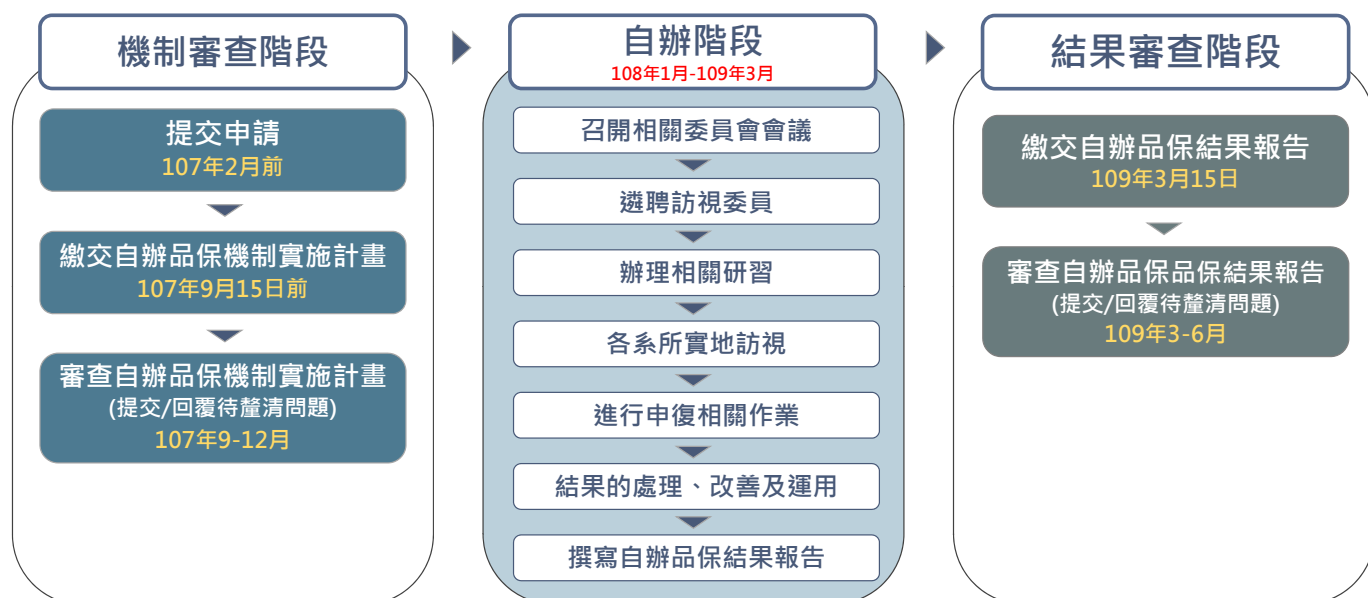 機制審查階段
提交申請
107年2月前
繳交自辦品保機制實施計畫
107年9月15日前
審查自辦品保機制實施計畫
(提交/回覆待釐清問題)
107年9-12月
自辦階段
108年1月-109年3月
召開相關委員會會議
遴聘訪視委員
辦理相關研習
各系所實地訪視
進行申復相關作業
結果的處理、改善及運用
撰寫自辦品保結果報告
結果審查階段
繳交自辦品保結果報告
109年3月15日
審查自辦品保品保結果報告
(提交/回覆待釐清問題)
109年3-6月